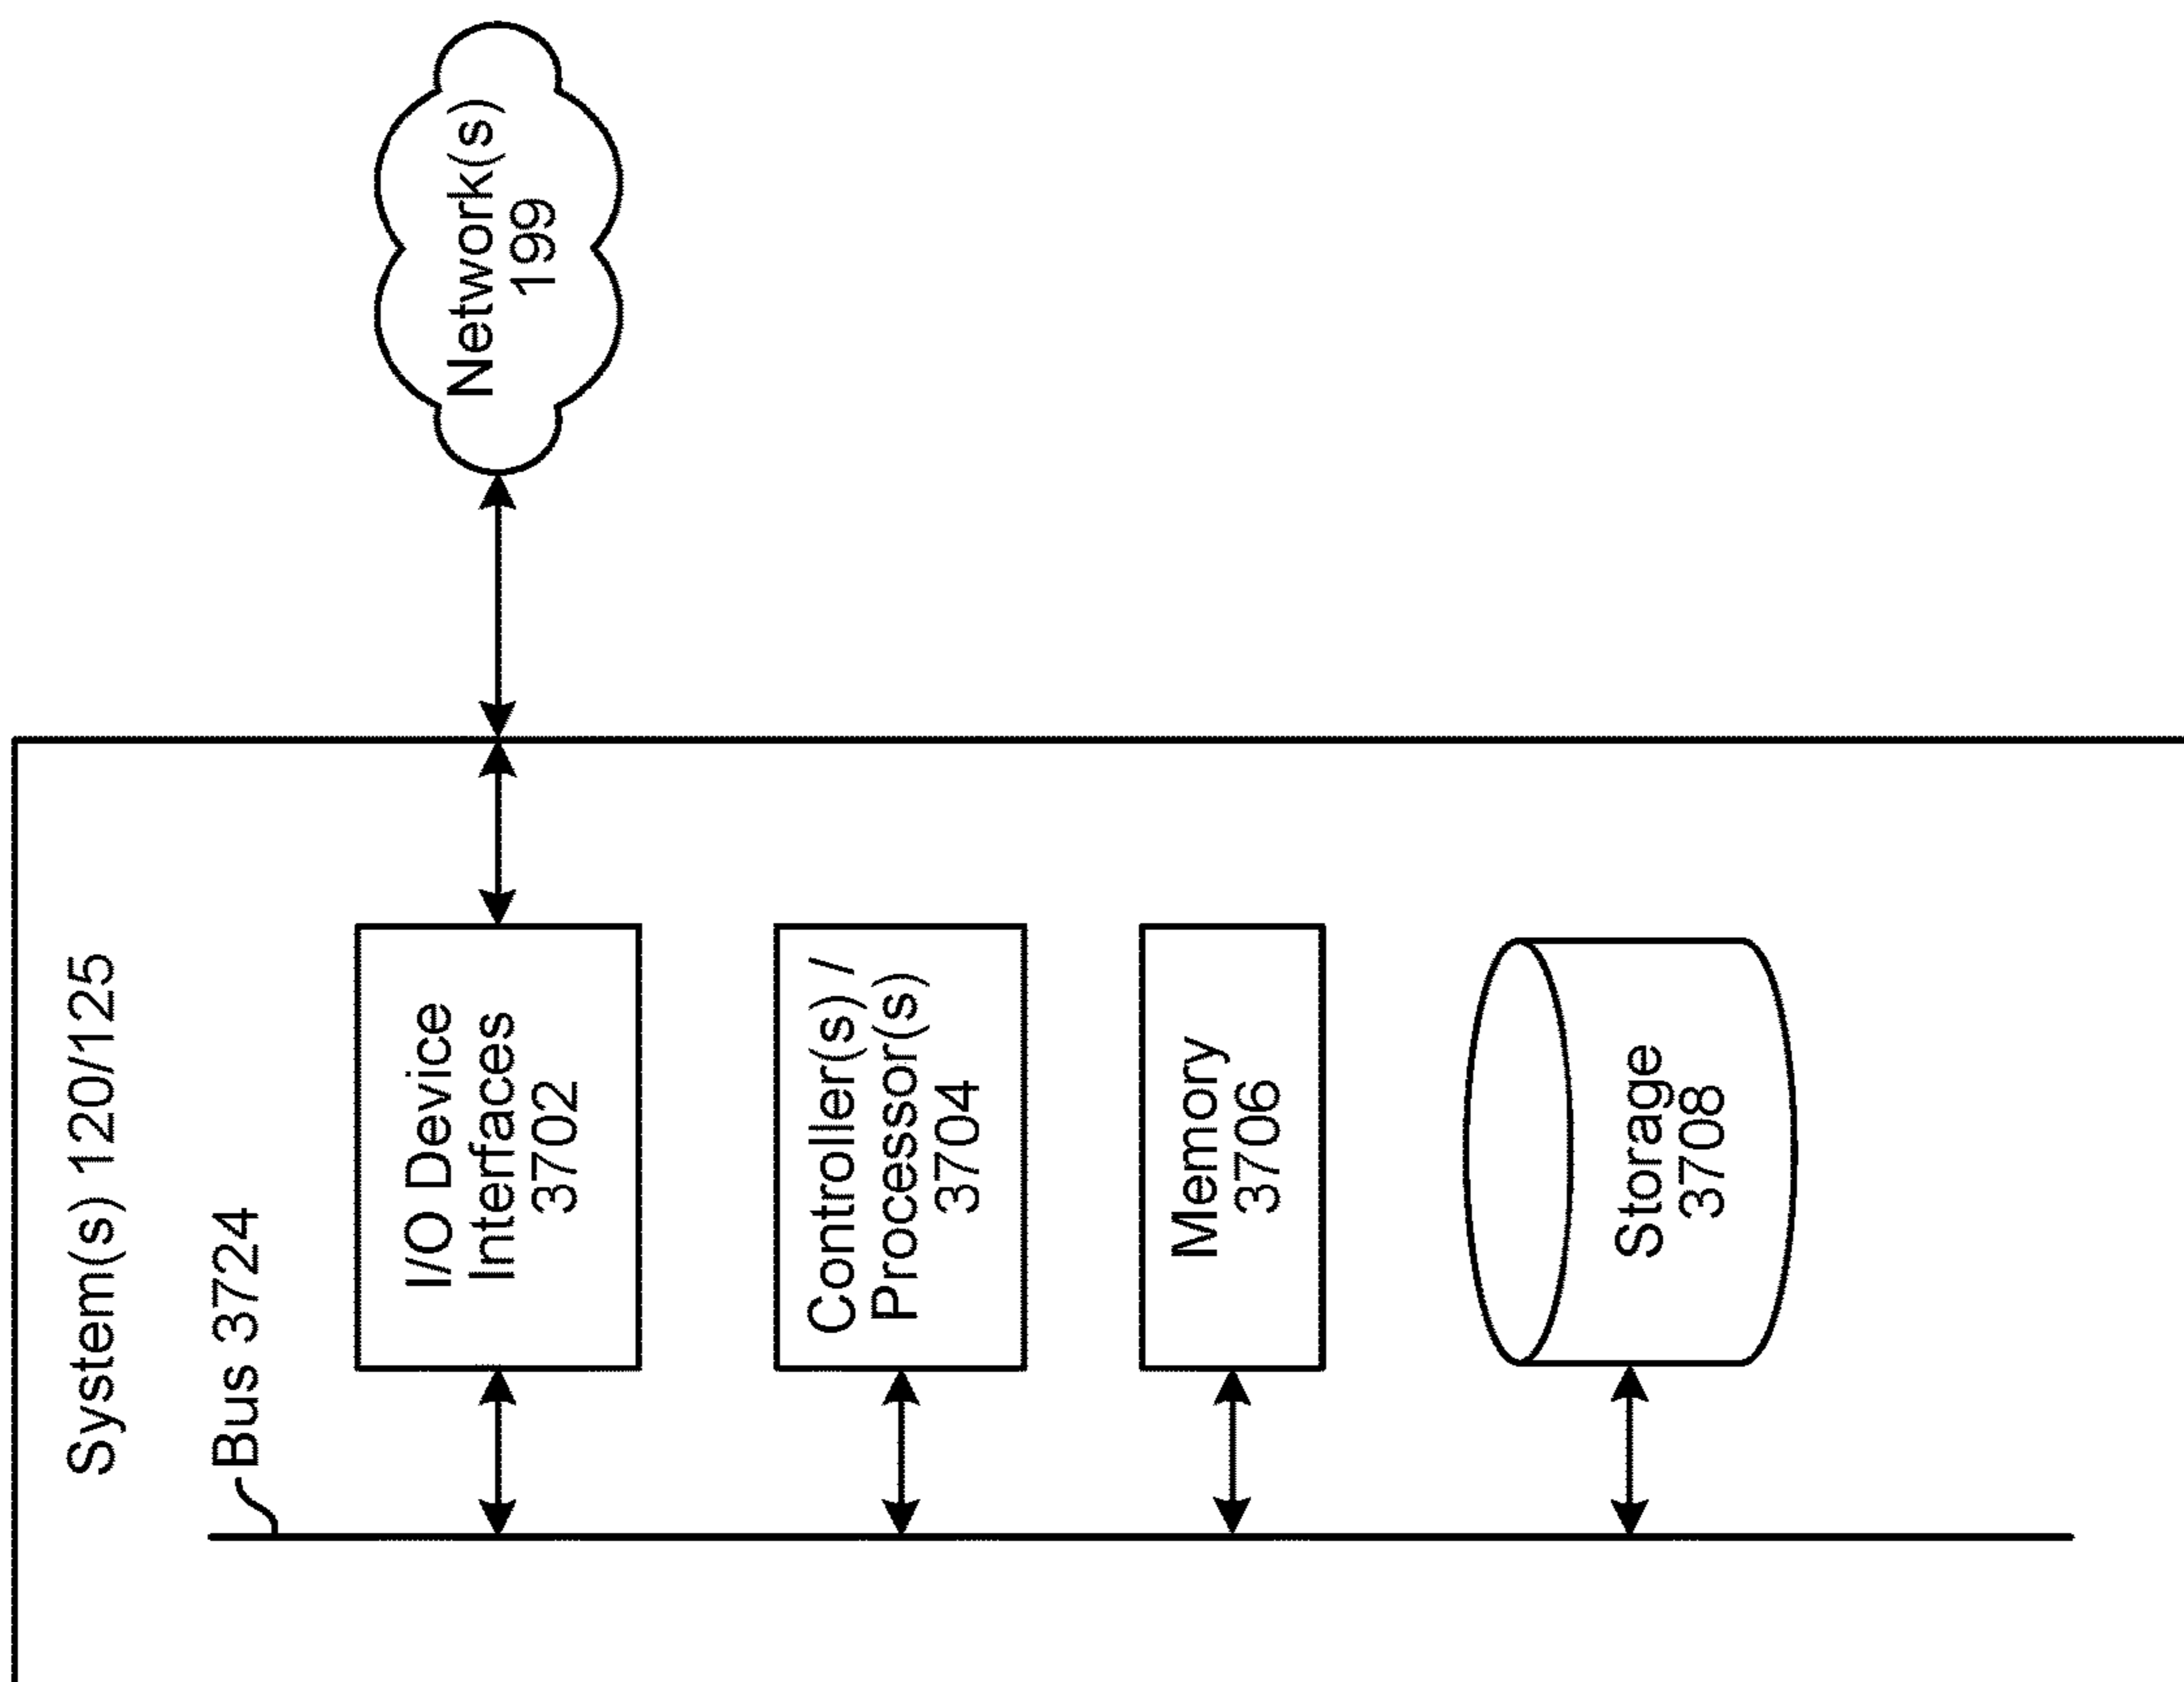 System(s) 120/125
Bus 3724
I/O Device
Interfaces
3702
Controller(s) /
Processor(s)
3704
Memory
3706
Storage
3708
Network(s)
199